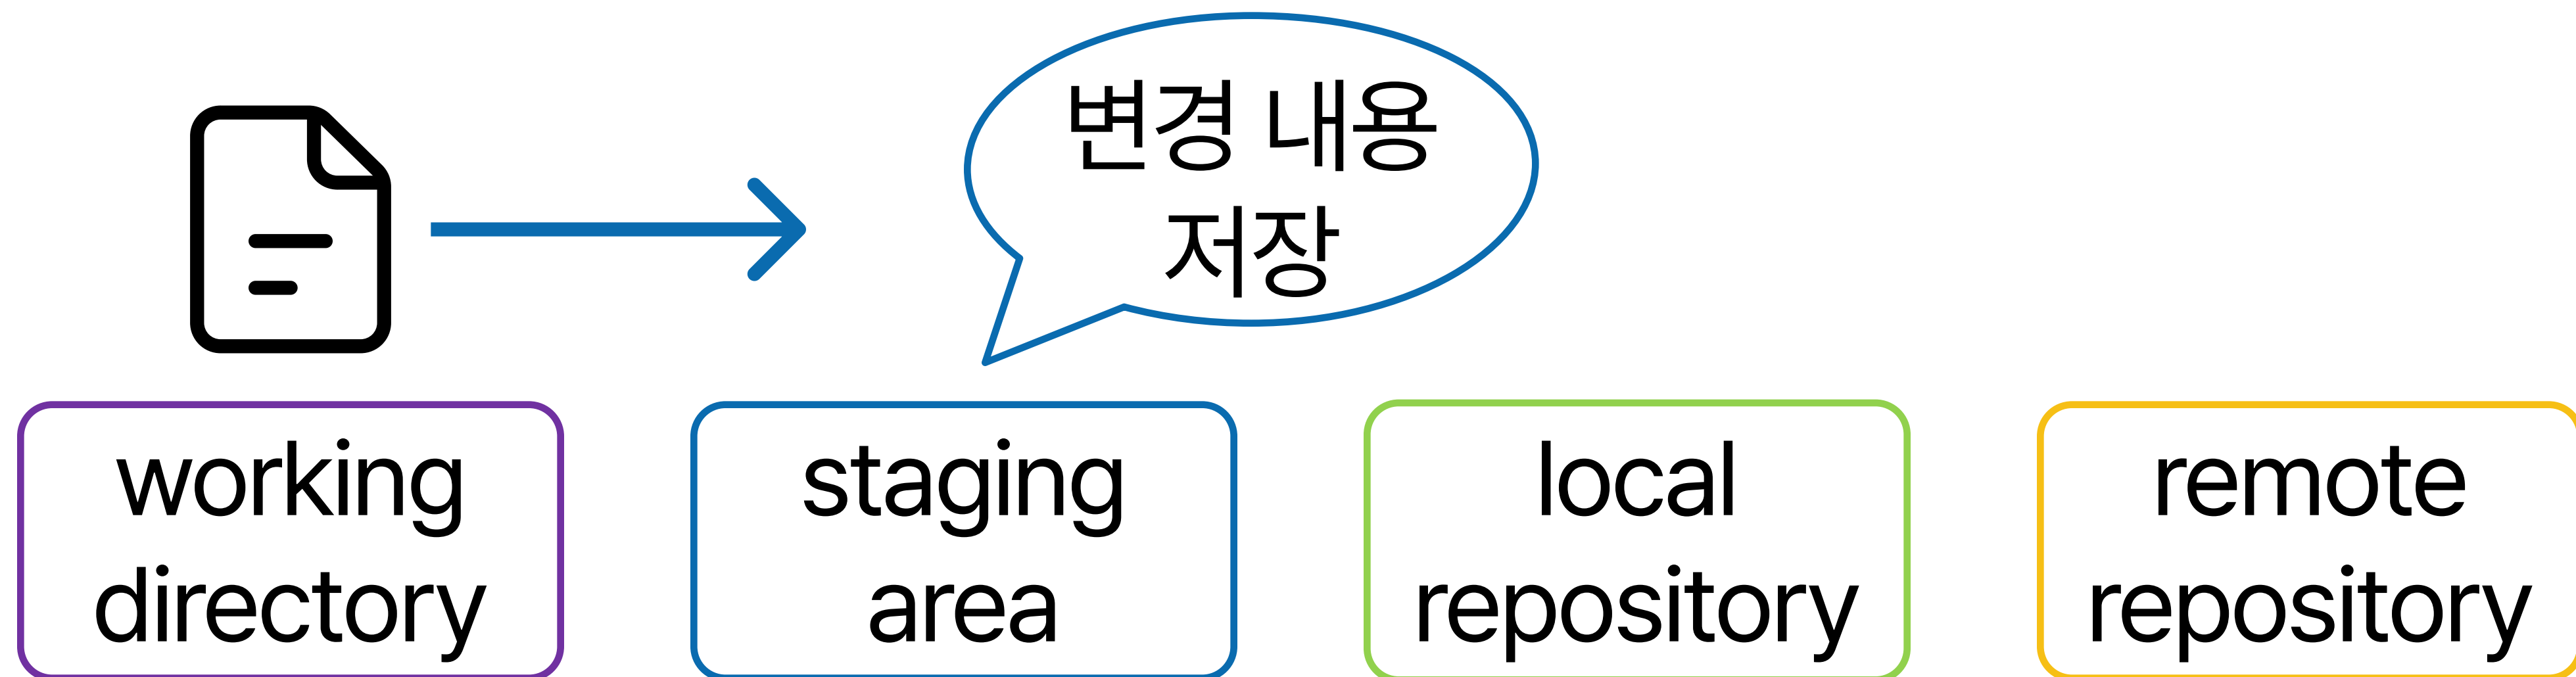 변경 내용
저장
working
directory
staging
area
local
repository
remote
repository